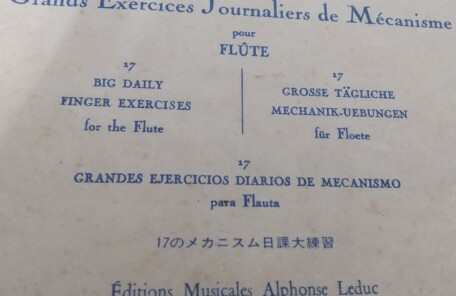 Grands Exercices Journaliers de Mécanisme
pour
FLÛTE
17
BIG DAILY
FINGER EXERCISES
for the Flute
17
GROSSE TÄGLICHE
MECHANIK-UEBUNGEN
für Floete
17
GRANDES EJERCICIOS DIARIOS DE MECANISMO
para Flauta
17のメカニズム日課大練習
Éditions Musicales Alphonse Leduc